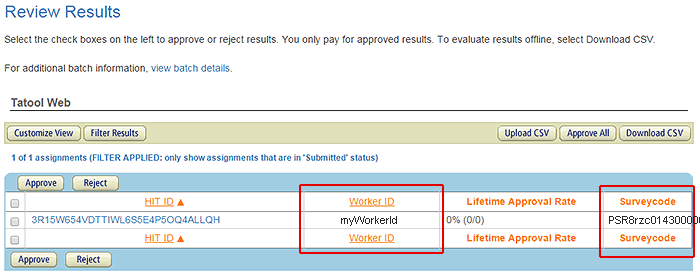 Review Results
Select the check boxes on the left to approve or reject results. You only pay for approved results. To evaluate results offline, select Download CSV.
For additional batch information, view batch details.
Tatool Web
Customize View Filter Results Upload CSV Approve All Download CSV
1 of 1 assignments (FILTER APPLIED: only show assignments that are in 'Submitted' status)
Approve Reject
HIT ID ▲ Worker ID Lifetime Approval Rate Surveycode
3R15W654VDTTIWL6S5E4P5OQ4ALLQH myWorkerId 0% (0/0) PSR8rzc01430000
HIT ID ▲ Worker ID Lifetime Approval Rate Surveycode
Approve Reject